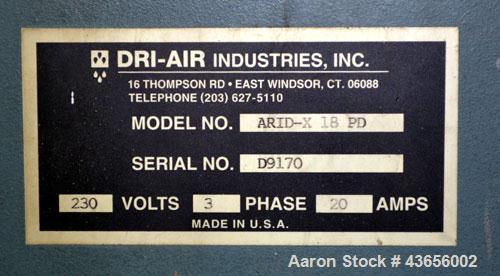 DRI-AIR INDUSTRIES, INC.
16 THOMPSON RD • EAST WINDSOR, CT. 06088
TELEPHONE (203) 627-5110
MODEL NO. ARID-X 18 PD
SERIAL NO. D9170
230 VOLTS 3 PHASE 20 AMPS
MADE IN U.S.A.
Aaron Stock # 43656002